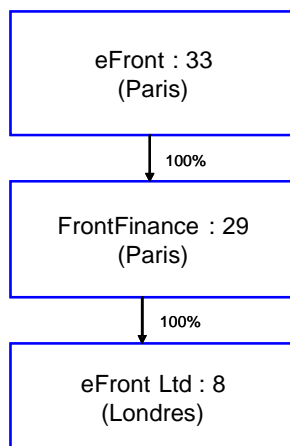 eFront : 33
(Paris)
100%
FrontFinance : 29
(Paris)
100%
eFront Ltd : 8
(Londres)